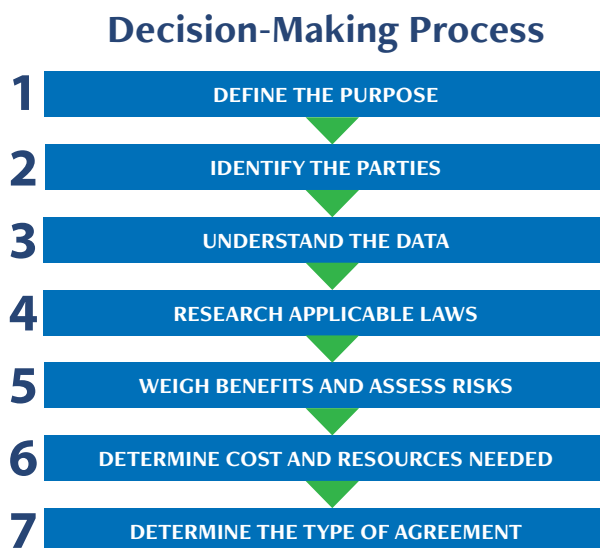 Decision-Making Process
1 DEFINE THE PURPOSE
2 IDENTIFY THE PARTIES
3 UNDERSTAND THE DATA
4 RESEARCH APPLICABLE LAWS
5 WEIGH BENEFITS AND ASSESS RISKS
6 DETERMINE COST AND RESOURCES NEEDED
7 DETERMINE THE TYPE OF AGREEMENT